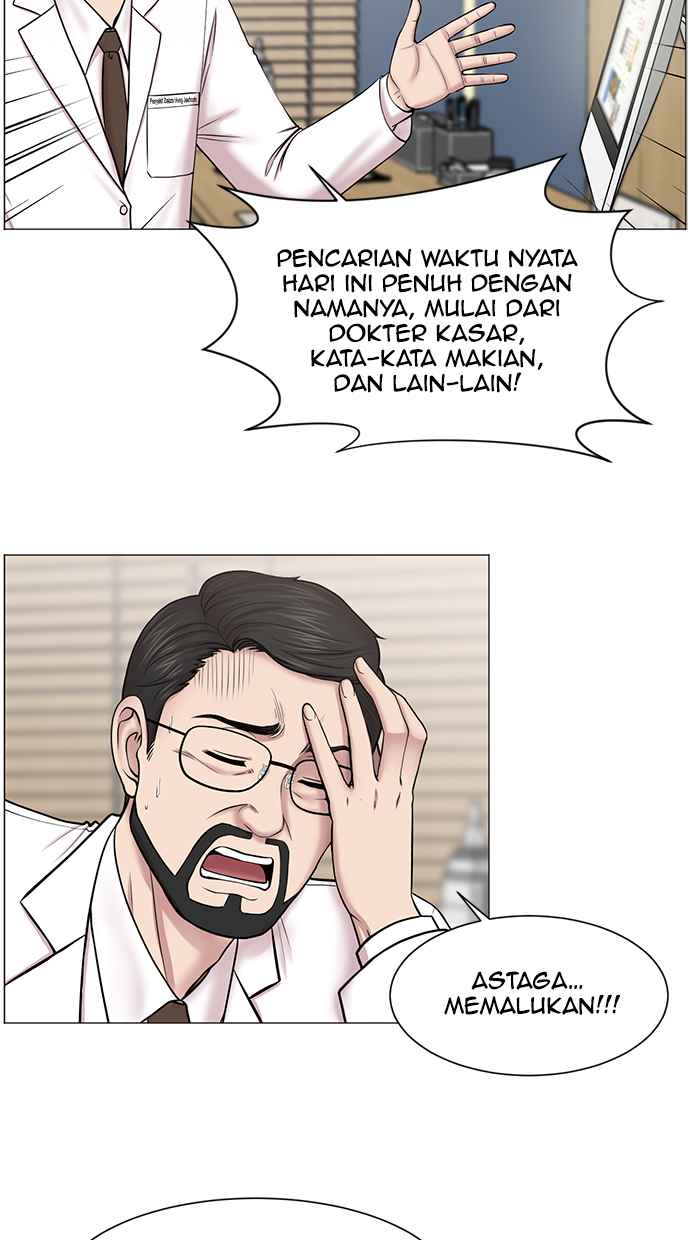 PENCARIAN WAKTU NYATA
HARI INI PENUH DENGAN
NAMANYA, MULAI DARI
DOKTER KASAR,
KATA-KATA MAKIAN,
DAN LAIN-LAIN!
ASTAGA...
MEMALUKAN!!!